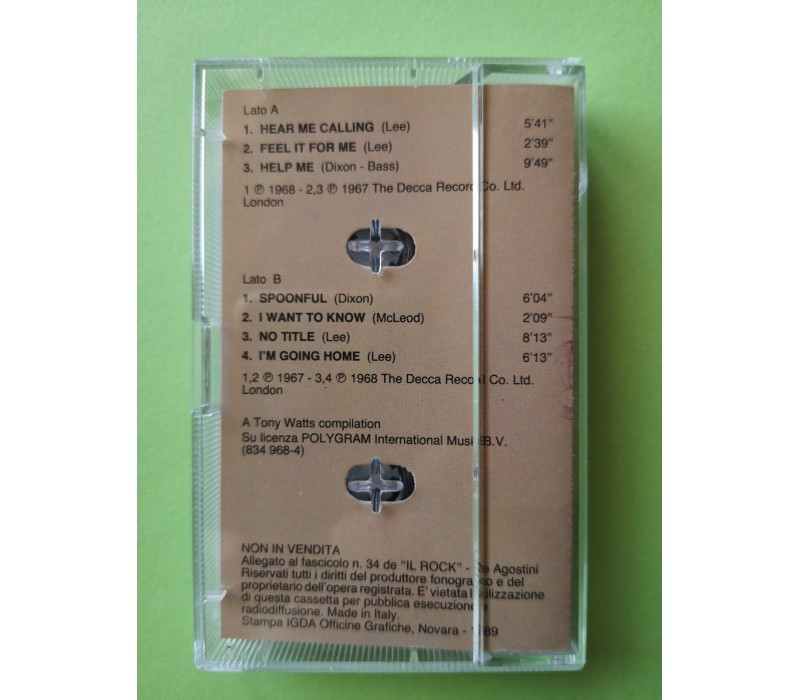 Lato A
1. HEAR ME CALLING (Lee) 5'41"
2. FEEL IT FOR ME (Lee) 2'39"
3. HELP ME (Dixon - Bass) 9'49"
1 ℗ 1968 - 2,3 ℗ 1967 The Decca Record Co. Ltd.
London
Lato B
1. SPOONFUL (Dixon) 6'04"
2. I WANT TO KNOW (McLeod) 2'09"
3. NO TITLE (Lee) 8'13"
4. I'M GOING HOME (Lee) 6'13"
1,2 ℗ 1967 - 3,4 ℗ 1968 The Decca Record Co. Ltd.
London
A Tony Watts compilation
Su licenza POLYGRAM International Music B.V.
(834 968-4)
NON IN VENDITA
Allegato al fascicolo n. 34 de "IL ROCK" - De Agostini
Riservati tutti i diritti del produttore fonografico e del
proprietario dell'opera registrata. E' vietata l'utilizzazione
di questa cassetta per pubblica esecuzione e
radiodiffusione. Made in Italy.
Stampa IGDA Officine Grafiche, Novara - 1989